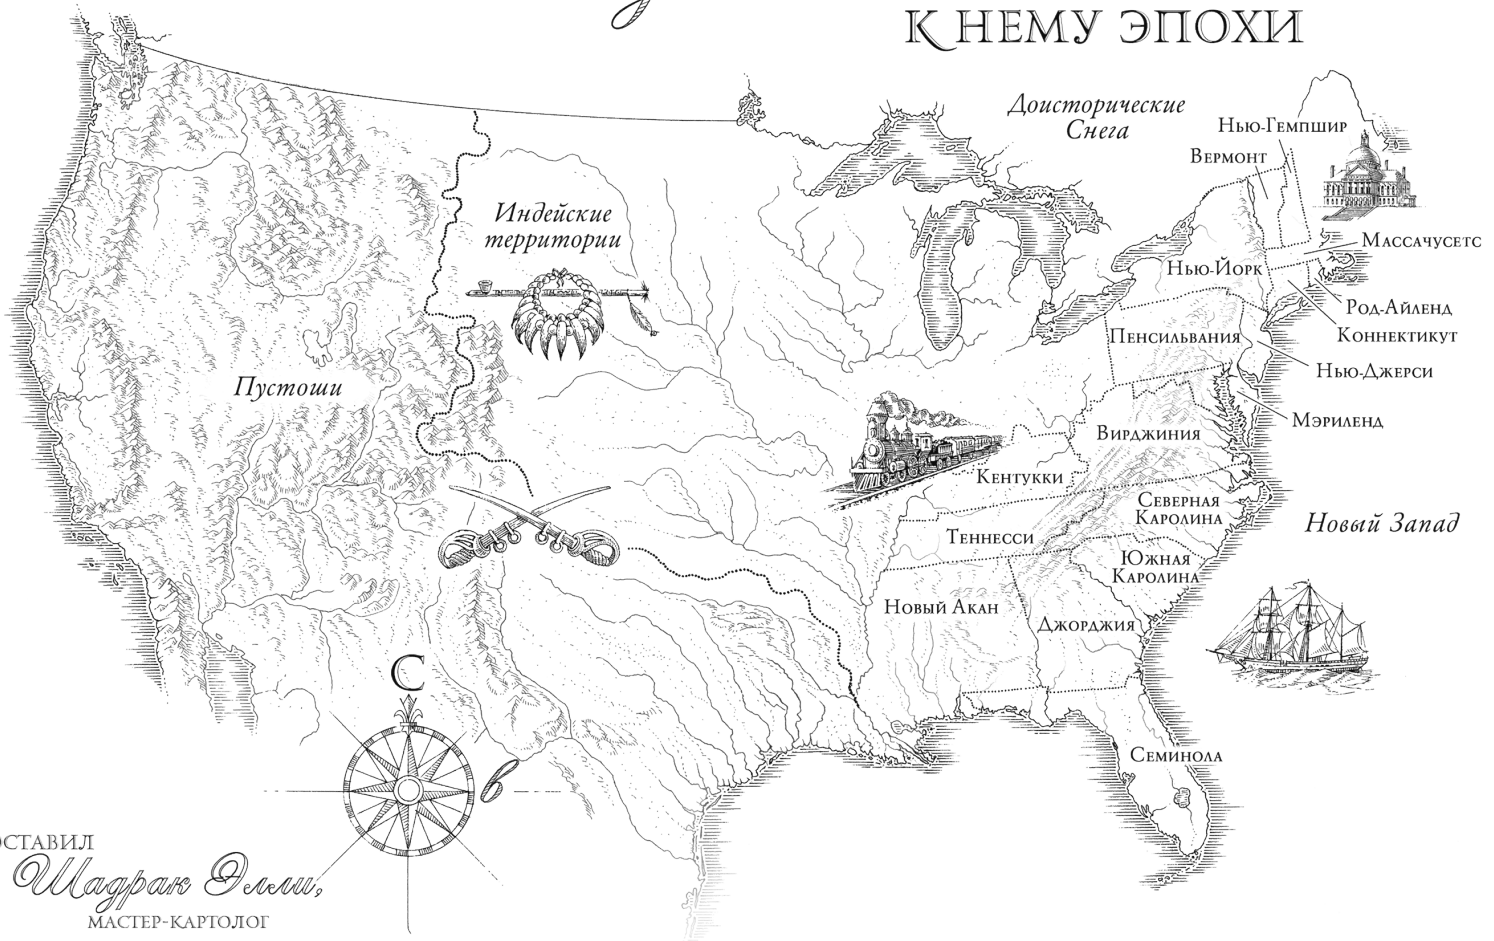 К НЕМУ ЭПОХИ
Доисторические
Снега
Нью-Гемпшир
Вермонт
Индейские
территории
Массачусетс
Нью-Йорк
Род-Айленд
Пенсильвания
Коннектикут
Нью-Джерси
Пустоши
Мэриленд
Вирджиния
Кентукки
Северная
Каролина
Новый Запад
Теннесси
Южная
Каролина
Новый Акан
Джорджия
С
Семинола
в
ОСТАВИЛ
Шадрак Элли,
МАСТЕР-КАРТОЛОГ